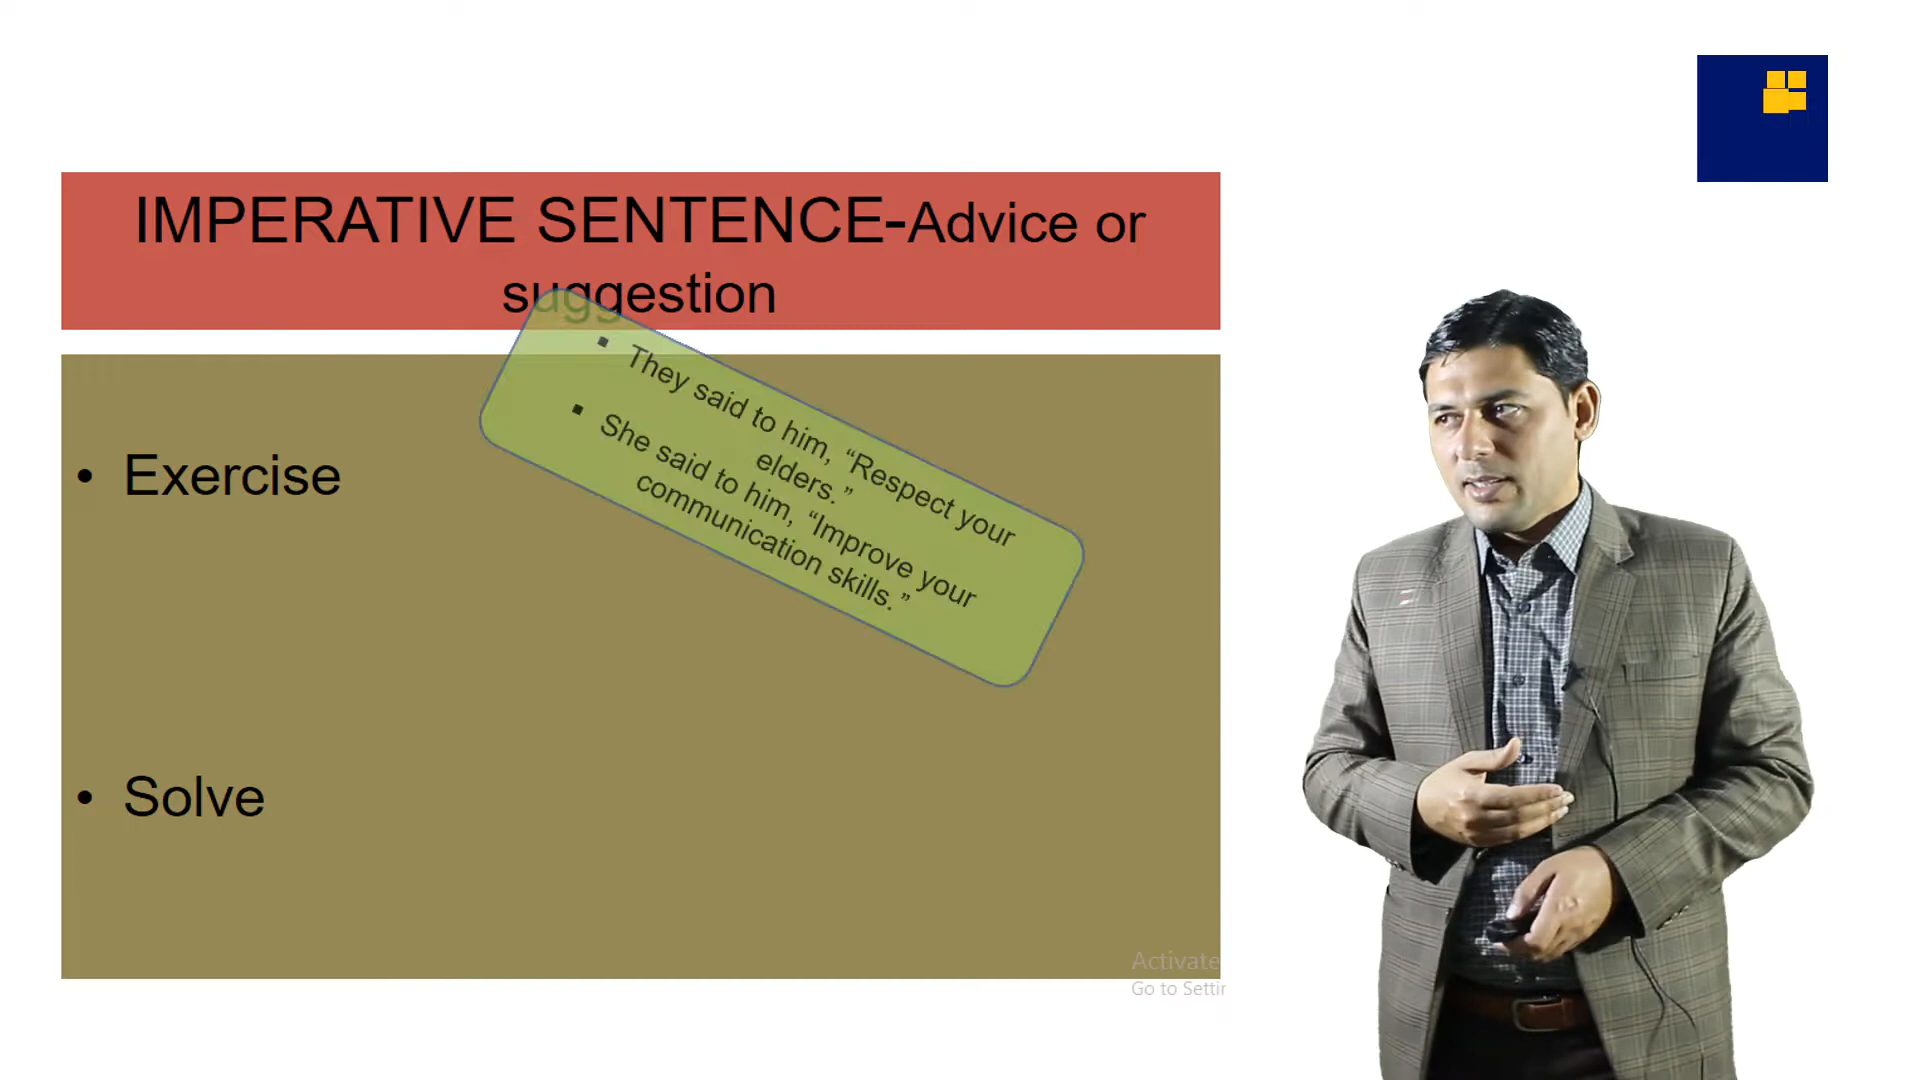 IMPERATIVE SENTENCE-Advice or
suggestion
▪ They said to him, “Respect your
elders.”
▪ She said to him, “Improve your
communication skills.”
• Exercise
• Solve
Activate
Go to Settin